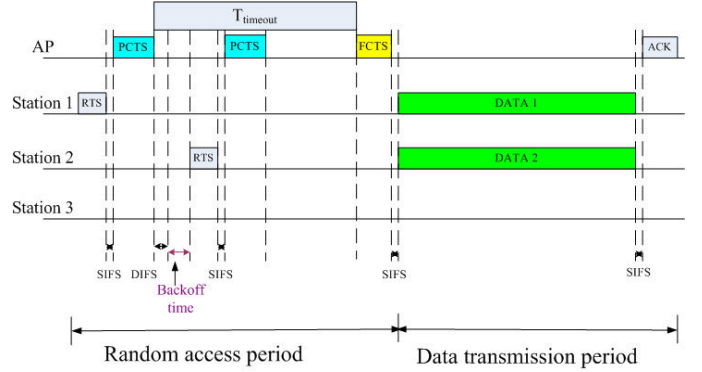 T timeout
AP
PCTS
PCTS
FCTS
ACK
Station 1
RTS
DATA 1
Station 2
RTS
DATA 2
Station 3
SIFS
DIFS
SIFS
SIFS
SIFS
Backoff
time
Random access period
Data transmission period